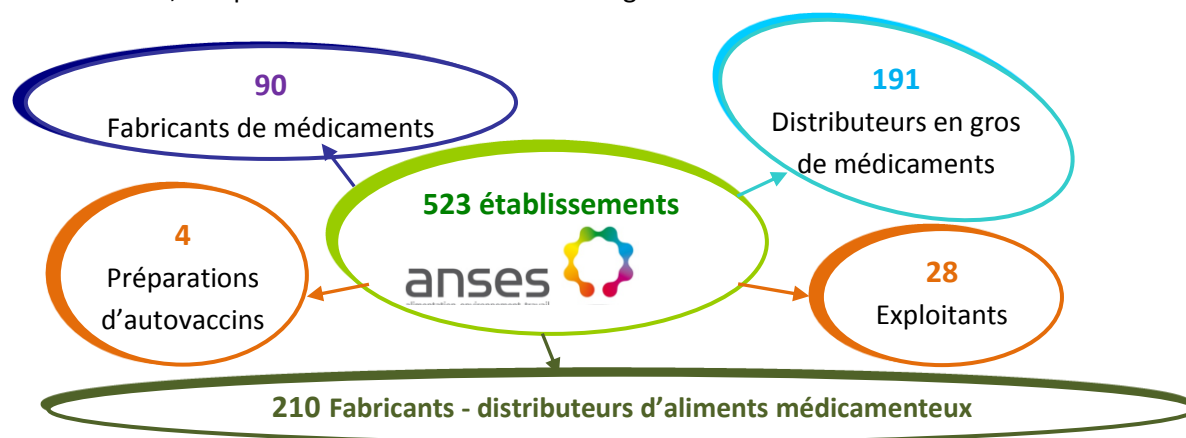 90
Fabricants de médicaments
191
Distributeurs en gros
de médicaments
523 établissements
anses
4
Préparations
d'autovaccins
28
Exploitants
210 Fabricants - distributeurs d'aliments médicamenteux